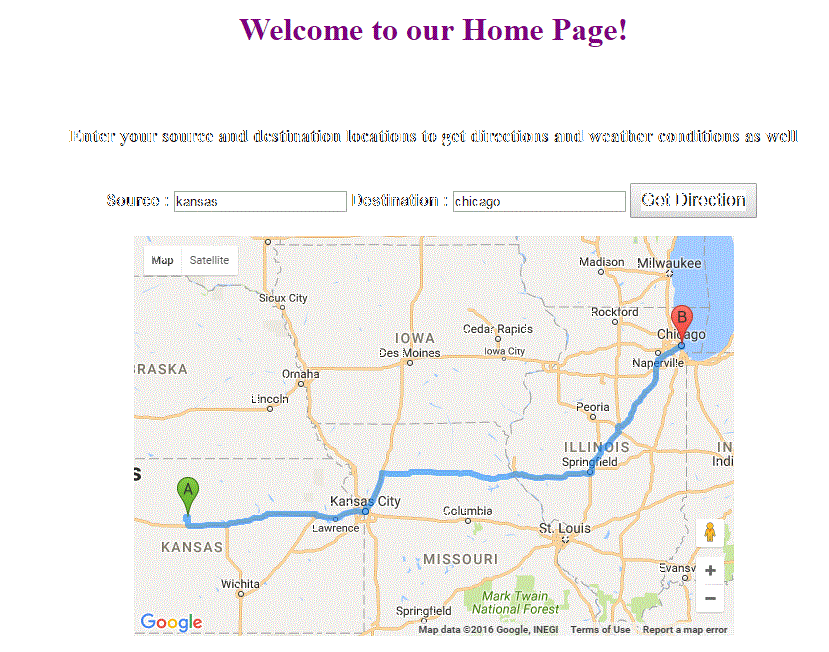 Welcome to our Home Page!
Enter your source and destination locations to get directions and weather conditions as well
Source : kansas Destination : chicago Get Direction
Map Satellite
Madison Milwaukee
Sioux City
Rockford
B
Chicago
IOWA
Cedar Rapids
Des Moines
Iowa City
Naperville
BRASKA
Omaha
Lincoln
Peoria
ILLINOIS
IN
Springfield
Indi
s
A
Kansas City
Columbia
Lawrence
St. Louis
KANSAS
MISSOURI
Evansv
+
Wichita
Mark Twain
National Forest
−
Springfield
Google
Map data ©2016 Google, INEGI Terms of Use Report a map error